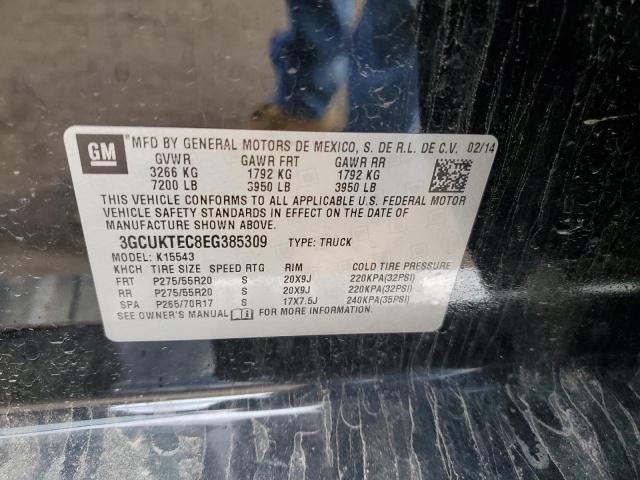 GM
MFD BY GENERAL MOTORS DE MEXICO, S. DE R.L. DE C.V. 02/14
GVWR GAWR FRT GAWR RR
3266 KG 1792 KG 1792 KG
7200 LB 3950 LB 3950 LB
THIS VEHICLE CONFORMS TO ALL APPLICABLE U.S. FEDERAL MOTOR
VEHICLE SAFETY STANDARDS IN EFFECT ON THE DATE OF
MANUFACTURE SHOWN ABOVE.
3GCUKTEC8EG385309 TYPE: TRUCK
MODEL: K15543
KHCH TIRE SIZE SPEED RTG RIM COLD TIRE PRESSURE
FRT P275/55R20 S 20X9J 220KPA(32PSI)
RR P275/55R20 S 20X9J 220KPA(32PSI)
SPA P265/70R17 S 17X7.5J 240KPA(35PSI)
SEE OWNER'S MANUAL FOR MORE INFORMATION.